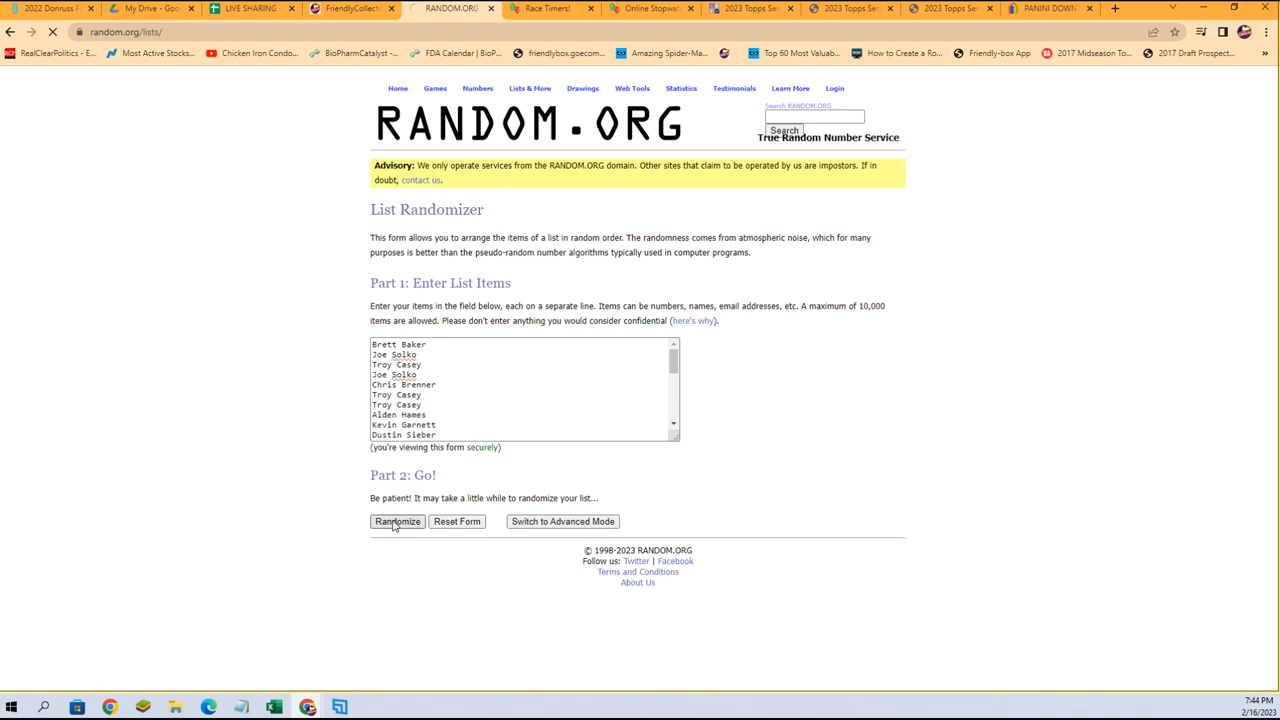 2022 Donruss F
My Drive - Goo
LIVE SHARING -
FriendlyCollect
RANDOM.ORG
Race Timers!
Online Stopwat
2023 Topps Se
2023 Topps Ser
2023 Topps Ser
PANINI DOWNT
random.org/lists/
RealClearPolitics - E...
Most Active Stocks...
Chicken Iron Condo...
BioPharmCatalyst -...
FDA Calendar | BioP...
friendlybox.goecom...
Amazing Spider-Ma...
Top 60 Most Valuab...
How to Create a Ro...
Friendly-box App
2017 Midseason To...
2017 Draft Prospect...
Home
Games
Numbers
Lists & More
Drawings
Web Tools
Statistics
Testimonials
Learn More
Login
RANDOM.ORG
Search RANDOM.ORG
Search
True Random Number Service
Advisory: We only operate services from the RANDOM.ORG domain. Other sites that claim to be operated by us are impostors. If in
doubt, contact us.
List Randomizer
This form allows you to arrange the items of a list in random order. The randomness comes from atmospheric noise, which for many
purposes is better than the pseudo-random number algorithms typically used in computer programs.
Part 1: Enter List Items
Enter your items in the field below, each on a separate line. Items can be numbers, names, email addresses, etc. A maximum of 10,000
items are allowed. Please don't enter anything you would consider confidential (here's why).
Brett Baker
Joe Solko
Troy Casey
Joe Solko
Chris Brenner
Troy Casey
Troy Casey
Alden Hames
Kevin Garnett
Dustin Sieber
(you're viewing this form securely)
Part 2: Go!
Be patient! It may take a little while to randomize your list...
Randomize
Reset Form
Switch to Advanced Mode
© 1998-2023 RANDOM.ORG
Follow us: Twitter | Facebook
Terms and Conditions
About Us
7:44 PM
2/16/2023